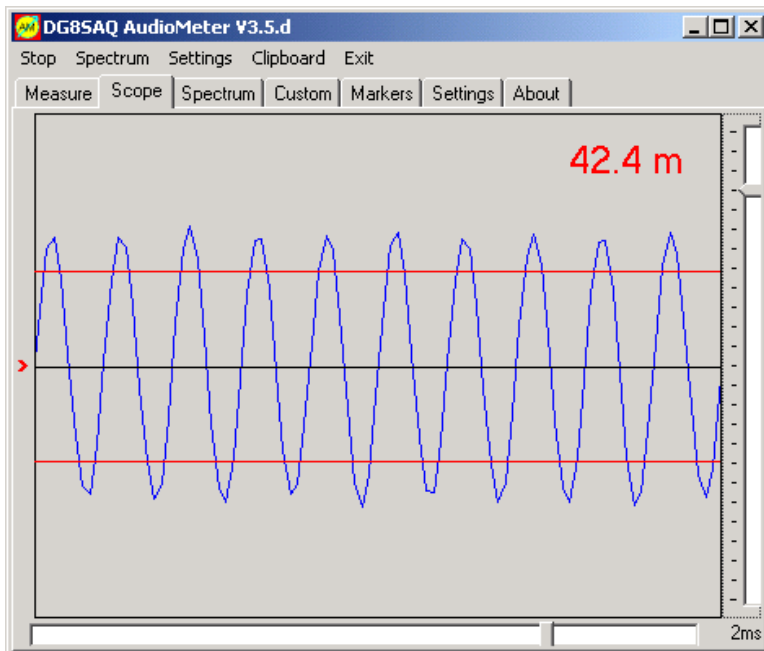 AM DG8SAQ AudioMeter V3.5.d
Stop Spectrum Settings Clipboard Exit
Measure Scope Spectrum Custom Markers Settings About
42.4 m
2ms